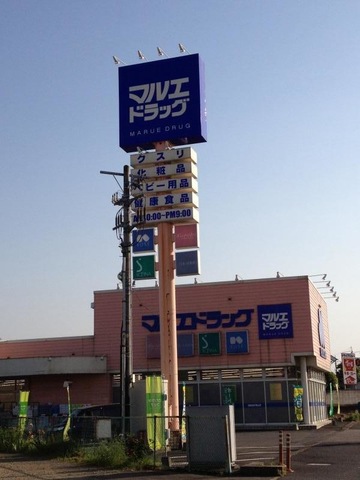 マルエ
ドラッグ
MARUE DRUG
クスリ
化粧品
ベビー用品
健康食品
AM10:00~PM9:00
マルエドラッグ
マルエ
ドラッグ